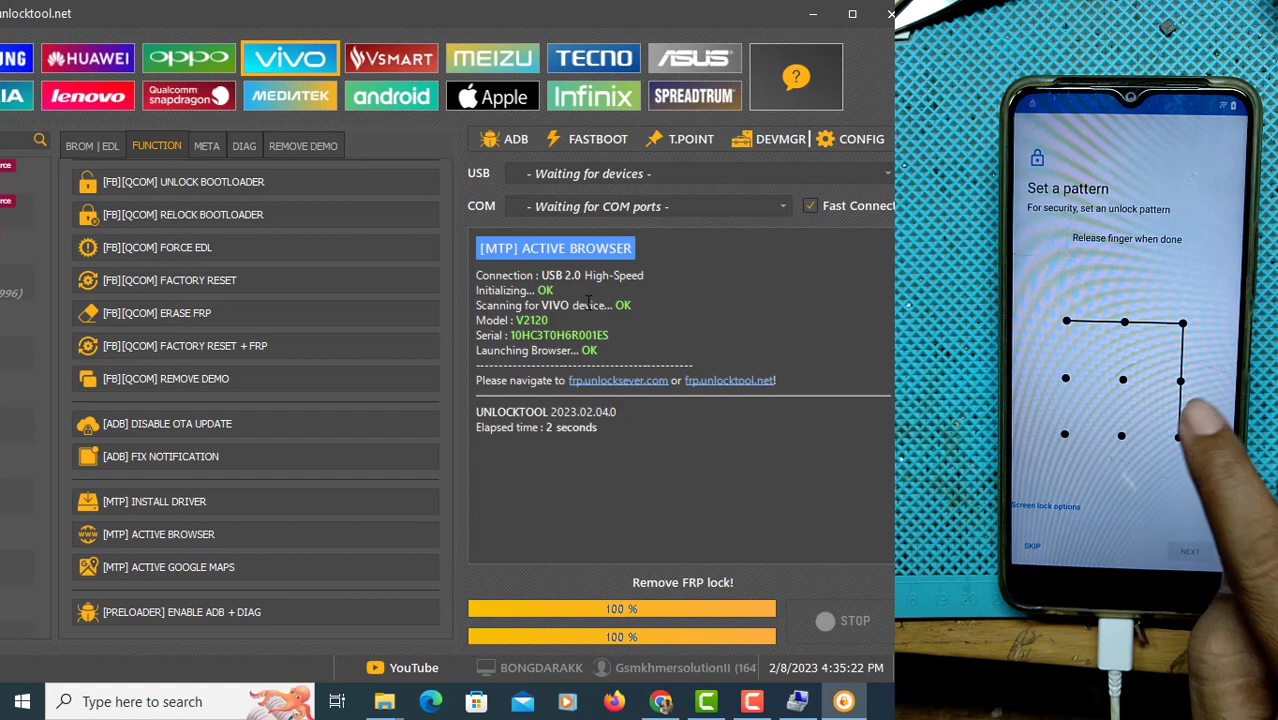 unlocktool.net
NG
HUAWEI
oppo
vivo
VSMART
MEIZU
TECNO
ASUS
?
IA
lenovo
Qualcomm
snapdragon
MEDIATEK
android
Apple
Infinix
SPREADTRUM
rce
rce
996)
BROM | EDL
FUNCTION
META
DIAG
REMOVE DEMO
[FB][QCOM] UNLOCK BOOTLOADER
[FB][QCOM] RELOCK BOOTLOADER
[FB][QCOM] FORCE EDL
[FB][QCOM] FACTORY RESET
[FB][QCOM] ERASE FRP
[FB][QCOM] FACTORY RESET + FRP
[FB][QCOM] REMOVE DEMO
[ADB] DISABLE OTA UPDATE
[ADB] FIX NOTIFICATION
[MTP] INSTALL DRIVER
www
[MTP] ACTIVE BROWSER
[MTP] ACTIVE GOOGLE MAPS
[PRELOADER] ENABLE ADB + DIAG
ADB
FASTBOOT
T.POINT
DEVMGR
CONFIG
USB
- Waiting for devices -
COM
- Waiting for COM ports -
Fast Connect
[MTP] ACTIVE BROWSER
Connection : USB 2.0 High-Speed
Initializing... OK
Scanning for VIVO device... OK
Model : V2120
Serial : 10HC3T0H6R001ES
Launching Browser... OK
------------------------------------------------
Please navigate to frp.unlocksever.com or frp.unlocktool.net!
UNLOCKTOOL 2023.02.04.0
Elapsed time : 2 seconds
Remove FRP lock!
100 %
100 %
STOP
YouTube
BONGDARAKK
GsmkhmersolutionII (164
2/8/2023 4:35:22 PM
Type here to search
Set a pattern
For security, set an unlock pattern
Release finger when done
Screen lock options
SKIP
NEXT